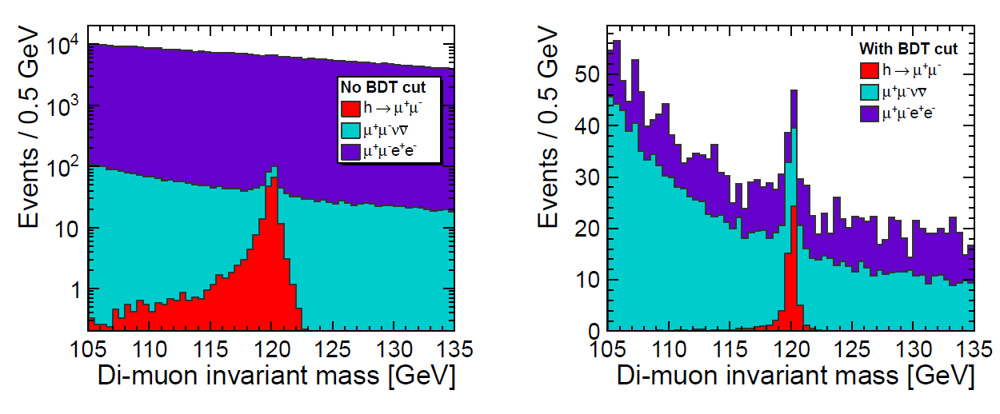 Events / 0.5 GeV
10⁴
10³
10²
10
1
No BDT cut
h → μ⁺μ⁻
μ⁺μ⁻νν̅
μ⁺μ⁻e⁺e⁻
105 110 115 120 125 130 135
Di-muon invariant mass [GeV]
Events / 0.5 GeV
50
40
30
20
10
0
With BDT cut
h → μ⁺μ⁻
μ⁺μ⁻νν̅
μ⁺μ⁻e⁺e⁻
105 110 115 120 125 130 135
Di-muon invariant mass [GeV]